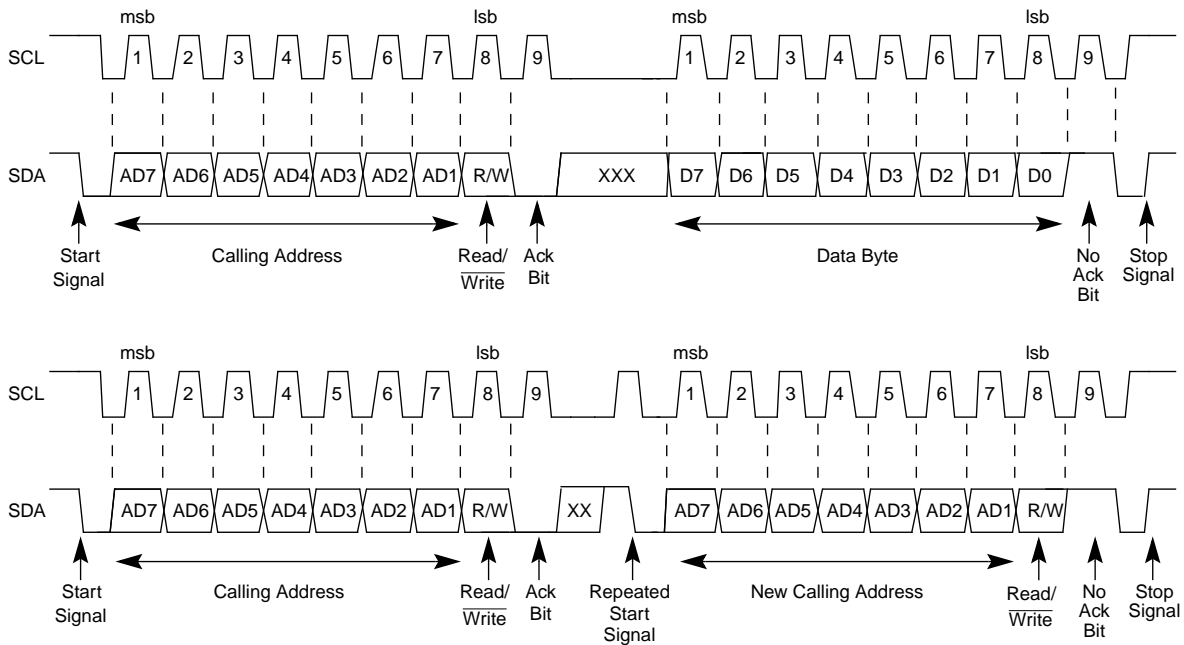 msb lsb msb lsb
SCL 1 2 3 4 5 6 7 8 9 1 2 3 4 5 6 7 8 9
SDA AD7 AD6 AD5 AD4 AD3 AD2 AD1 R/W XXX D7 D6 D5 D4 D3 D2 D1 D0
Start Calling Address Read/ Ack Data Byte No Stop
Signal Write Bit Ack Signal
Bit
msb lsb msb lsb
SCL 1 2 3 4 5 6 7 8 9 1 2 3 4 5 6 7 8 9
SDA AD7 AD6 AD5 AD4 AD3 AD2 AD1 R/W XX AD7 AD6 AD5 AD4 AD3 AD2 AD1 R/W
Start Calling Address Read/ Ack Repeated New Calling Address Read/ No Stop
Signal Write Bit Start Write Ack Signal
Signal Bit